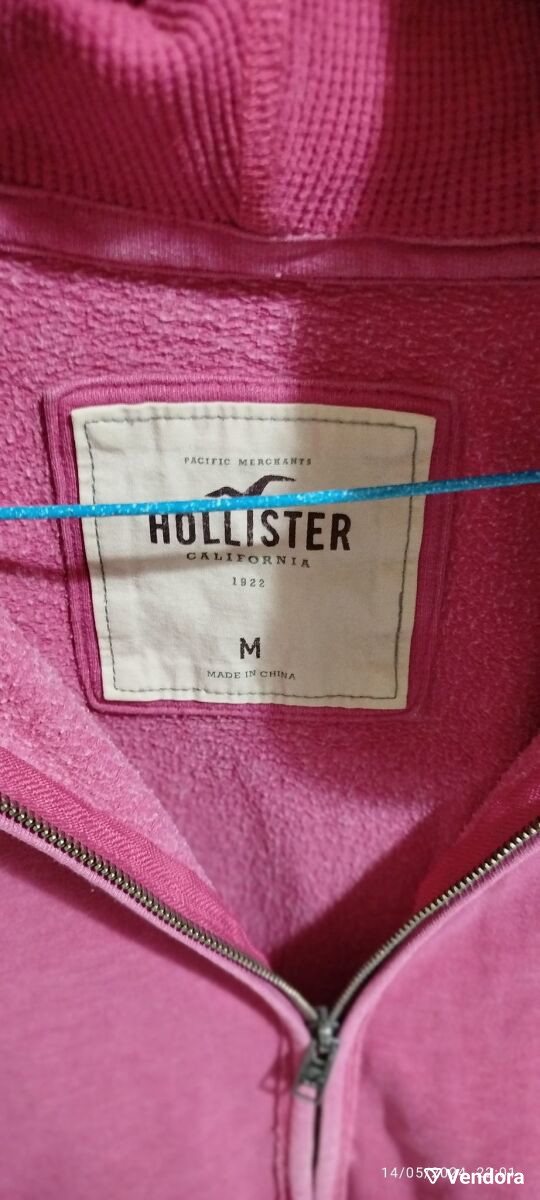 PACIFIC MERCHANTS
HOLLISTER
CALIFORNIA
1922
M
MADE IN CHINA
Vendora